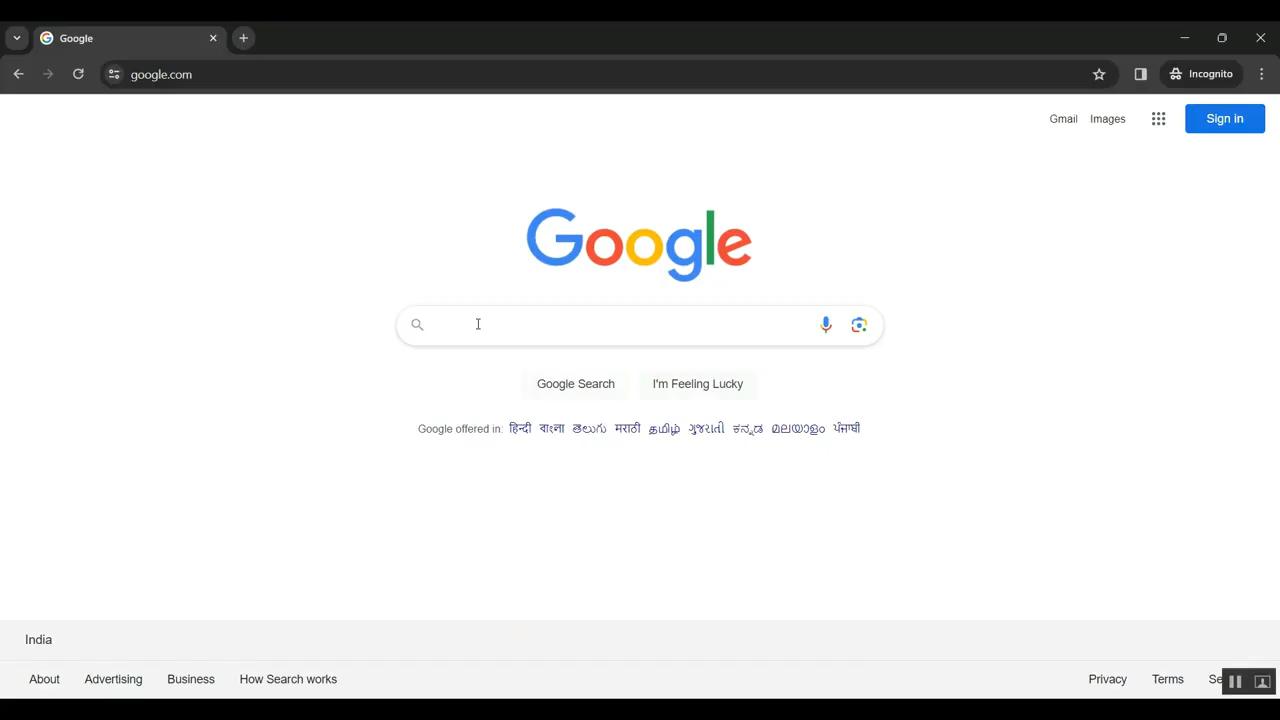 Google
google.com
Incognito
Gmail Images Sign in
Google
Google Search I'm Feeling Lucky
Google offered in: हिन्दी বাংলা తెలుగు मराठी தமிழ் ગુજરાતી ಕನ್ನಡ മലയാളം ਪੰਜਾਬੀ
India
About Advertising Business How Search works Privacy Terms Se